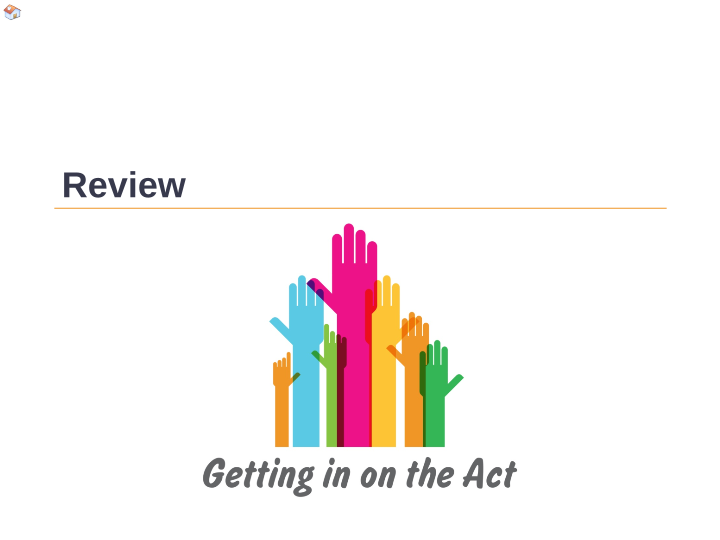 Review
Getting in on the Act